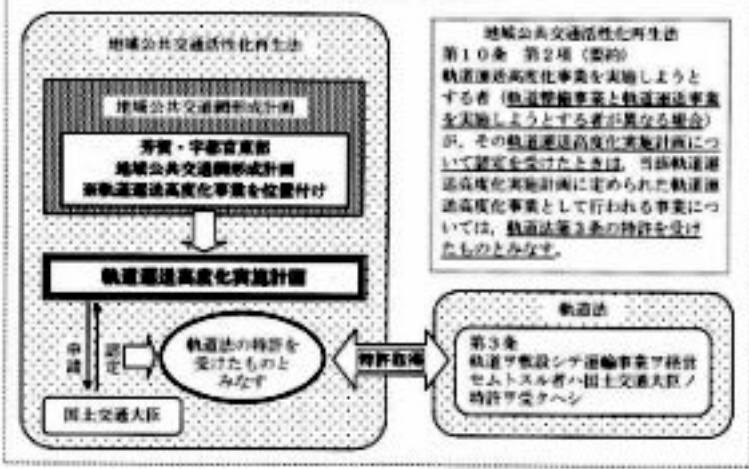 地域公共交通活性化再生法
地域公共交通網形成計画
芳賀・宇都宮東部
地域公共交通網形成計画
※軌道運送高度化事業を位置付け
軌道運送高度化実施計画
申請
認定
軌道法の特許を
受けたものと
みなす
国土交通大臣
地域公共交通活性化再生法
第10条 第2項（要約）
軌道運送高度化事業を実施しようと
する者（軌道整備事業と軌道運送事業
を実施しようとする者が異なる場合）
が、その軌道運送高度化実施計画につ
いて認定を受けたときは、当該軌道運
送高度化実施計画に定められた軌道運
送高度化事業として行われる事業につ
いては、軌道法第3条の特許を受け
たものとみなす。
軌道法
第3条
軌道ヲ敷設シテ運輸事業ヲ経営
セムトスル者ハ国土交通大臣ノ
特許ヲ受クヘシ